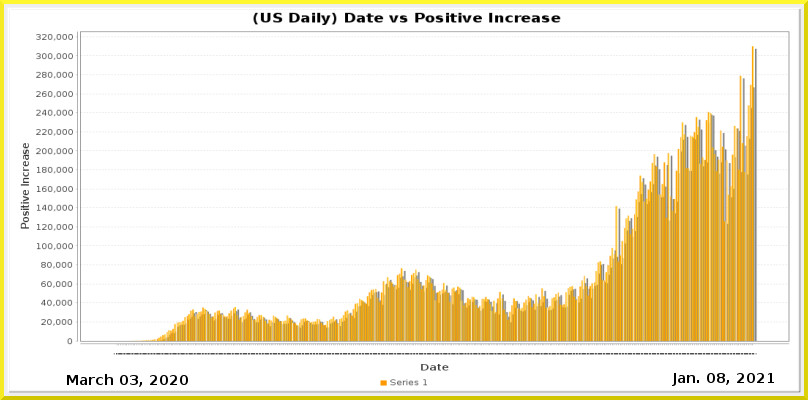 (US Daily) Date vs Positive Increase
320,000
300,000
280,000
260,000
240,000
220,000
200,000
180,000
160,000
140,000
120,000
100,000
80,000
60,000
40,000
20,000
0
Positive Increase
Date
March 03, 2020
Jan. 08, 2021
Series 1